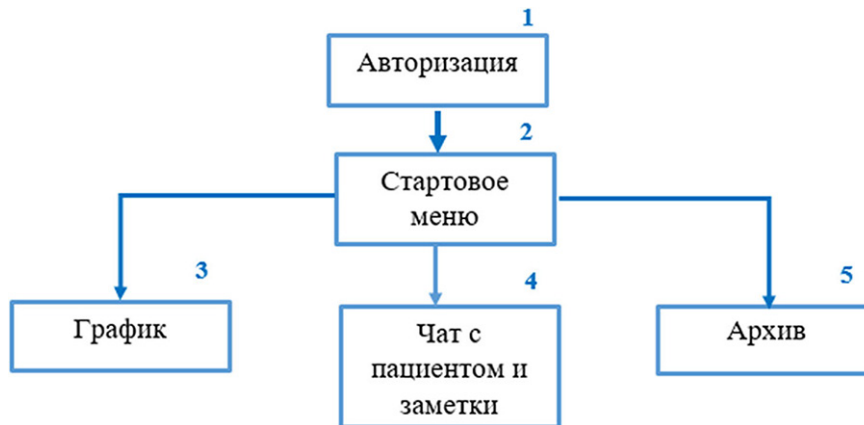 1
Авторизация
2
Стартовое
меню
3
График
4
Чат с
пациентом и
заметки
5
Архив